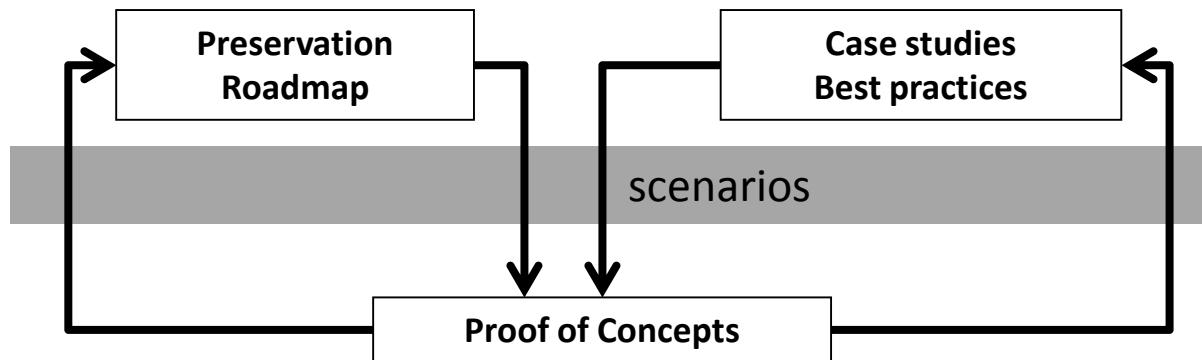 Preservation
Roadmap
Case studies
Best practices
scenarios
Proof of Concepts